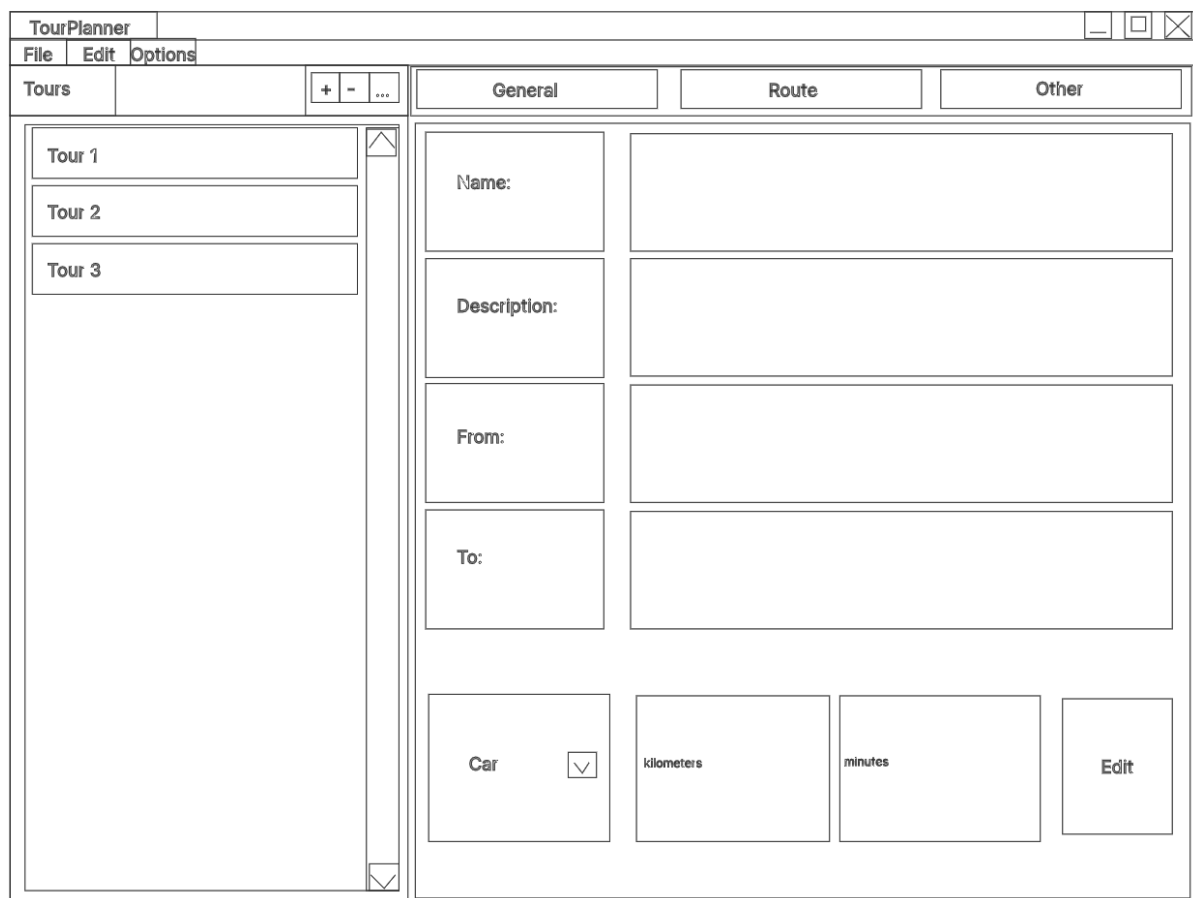 TourPlanner
File Edit Options
Tours + - ...
General Route Other
Tour 1
Tour 2
Tour 3
Name:
Description:
From:
To:
Car kilometers minutes Edit